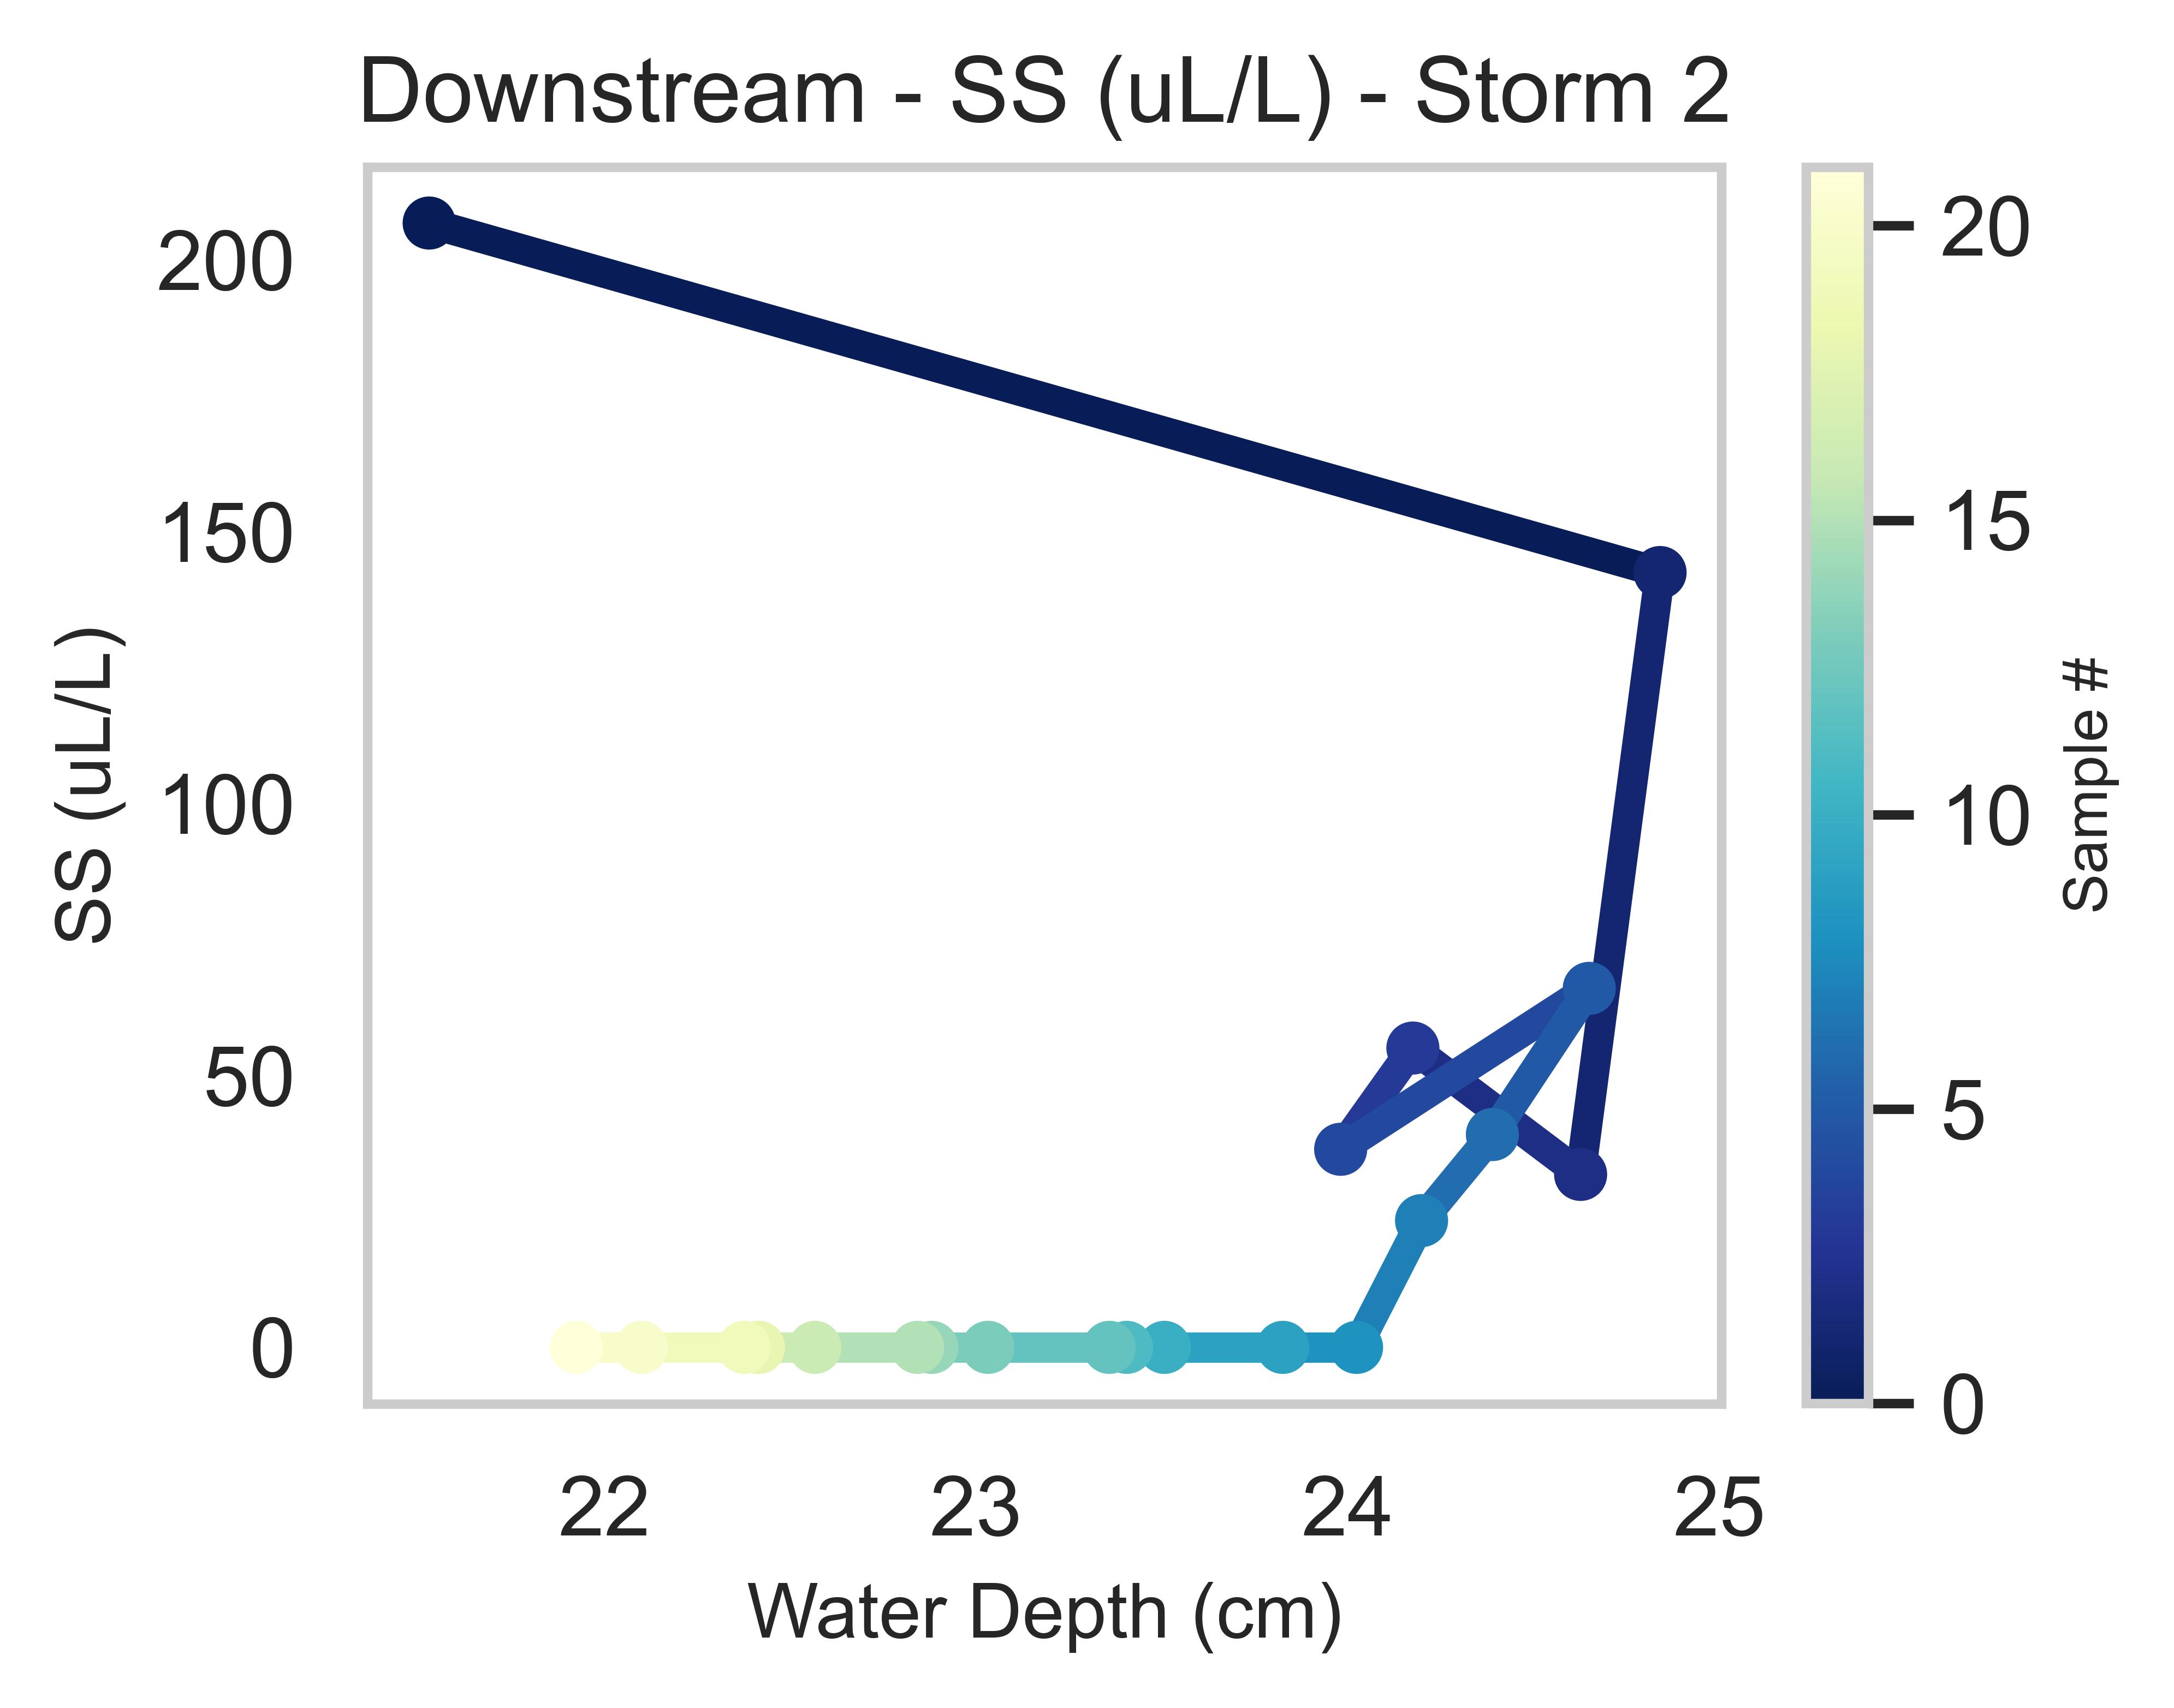 Downstream - SS (uL/L) - Storm 2
SS (uL/L)
200
150
100
50
0
22 23 24 25
Water Depth (cm)
20
15
10
5
0
Sample #